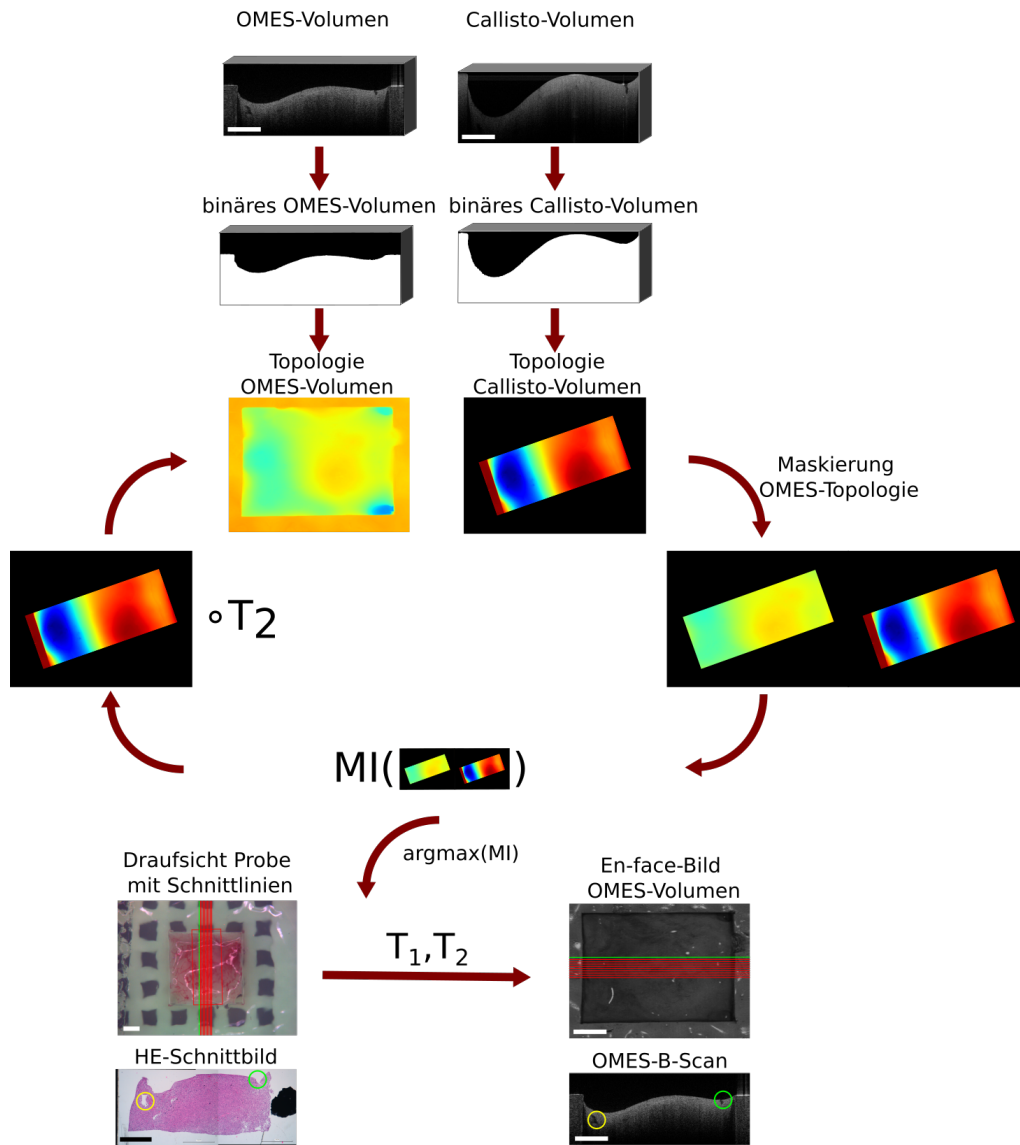 OMES-Volumen
Callisto-Volumen
binäres OMES-Volumen
binäres Callisto-Volumen
Topologie
OMES-Volumen
Topologie
Callisto-Volumen
Maskierung
OMES-Topologie
∘T2
MI( )
argmax(MI)
Draufsicht Probe
mit Schnittlinien
En-face-Bild
OMES-Volumen
T1,T2
HE-Schnittbild
OMES-B-Scan